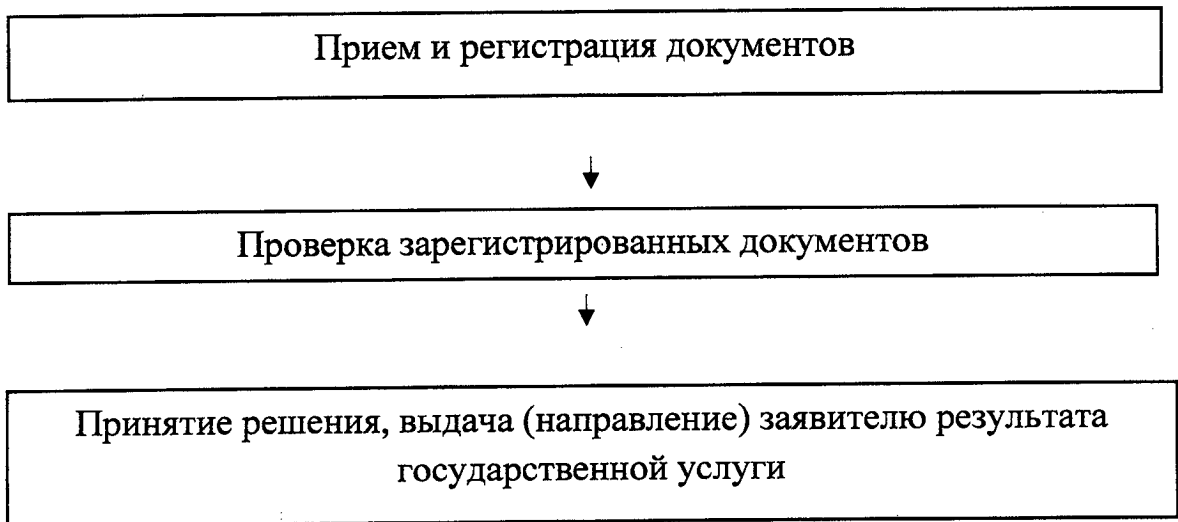 Прием и регистрация документов
Проверка зарегистрированных документов
Принятие решения, выдача (направление) заявителю результата
государственной услуги